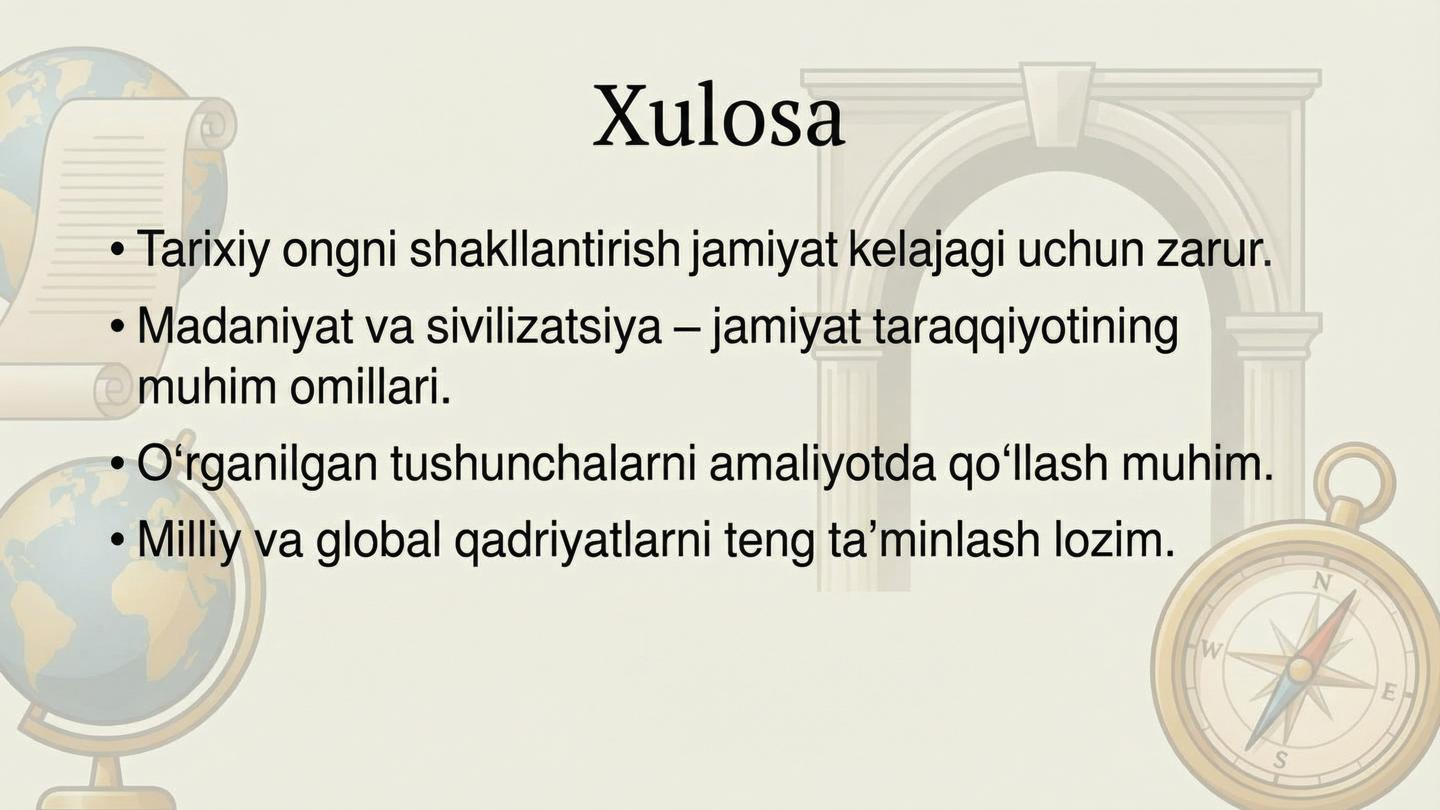 Xulosa
• Tarixiy ongni shakllantirish jamiyat kelajagi uchun zarur.
• Madaniyat va sivilizatsiya – jamiyat taraqqiyotining
muhim omillari.
• O‘rganilgan tushunchalarni amaliyotda qo‘llash muhim.
• Milliy va global qadriyatlarni teng ta’minlash lozim.
N
W
E
S